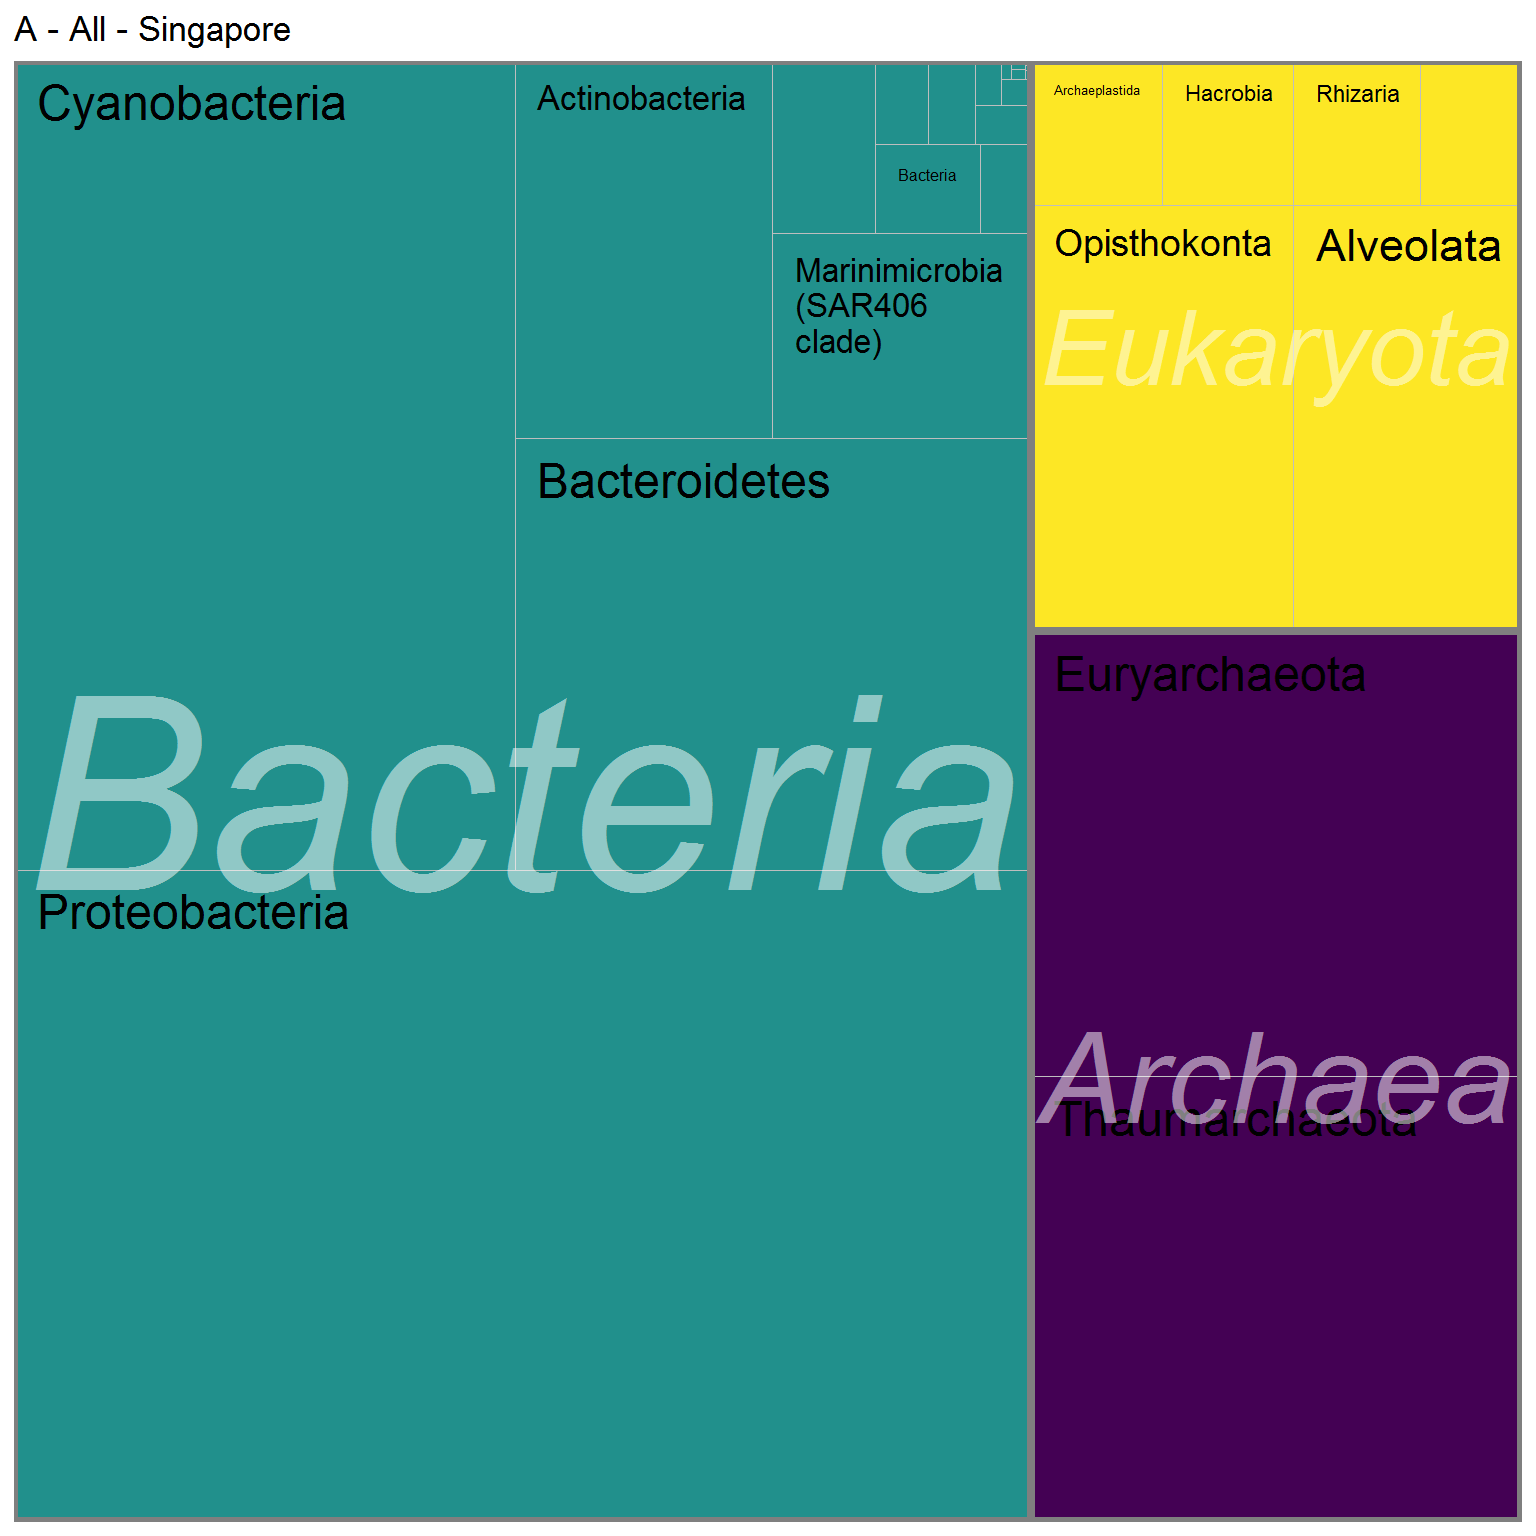 A - All - Singapore
Cyanobacteria
Actinobacteria
Bacteria
Marinimicrobia
(SAR406
clade)
Bacteroidetes
Bacteria
Proteobacteria
Archaeplastida
Hacrobia
Rhizaria
Opisthokonta
Alveolata
Eukaryota
Euryarchaeota
Archaea
Thaumarchaeota